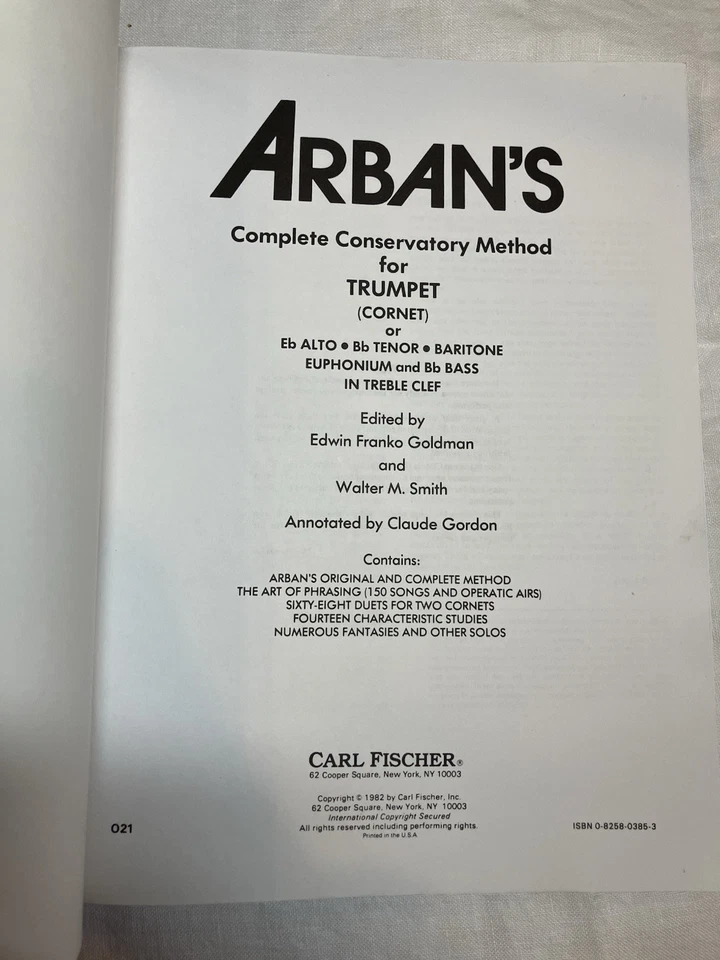 ARBAN'S
Complete Conservatory Method
for
TRUMPET
(CORNET)
or
Eb ALTO ● Bb TENOR ● BARITONE
EUPHONIUM and Bb BASS
IN TREBLE CLEF
Edited by
Edwin Franko Goldman
and
Walter M. Smith
Annotated by Claude Gordon
Contains:
ARBAN'S ORIGINAL AND COMPLETE METHOD
THE ART OF PHRASING (150 SONGS AND OPERATIC AIRS)
SIXTY-EIGHT DUETS FOR TWO CORNETS
FOURTEEN CHARACTERISTIC STUDIES
NUMEROUS FANTASIES AND OTHER SOLOS
CARL FISCHER®
62 Cooper Square, New York, NY 10003
Copyright © 1982 by Carl Fischer, Inc.
62 Cooper Square, New York, NY 10003
International Copyright Secured
All rights reserved including performing rights.
Printed in the U.S.A
O21
ISBN 0-8258-0385-3